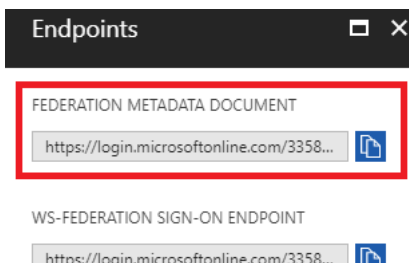 Endpoints
FEDERATION METADATA DOCUMENT
https://login.microsoftonline.com/3358...
WS-FEDERATION SIGN-ON ENDPOINT
https://login.microsoftonline.com/3358...